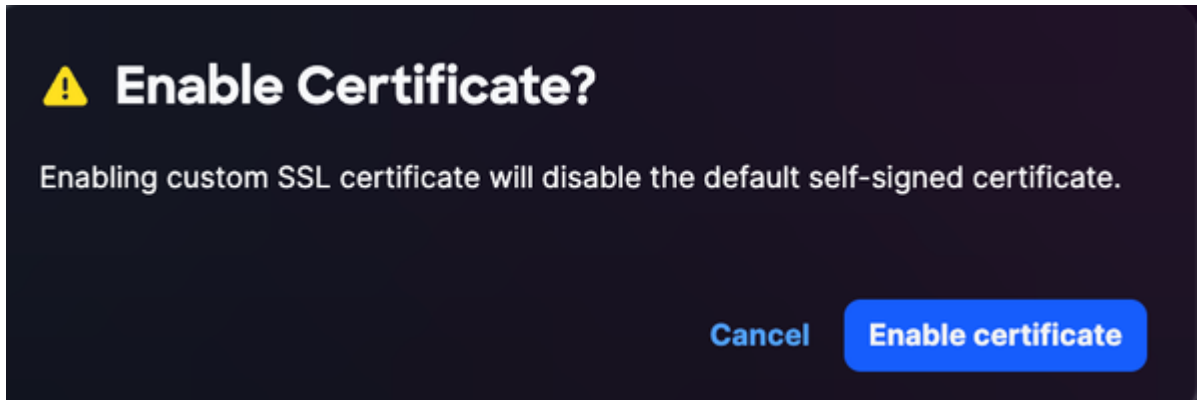 Enable Certificate?
Enabling custom SSL certificate will disable the default self-signed certificate.
Cancel
Enable certificate